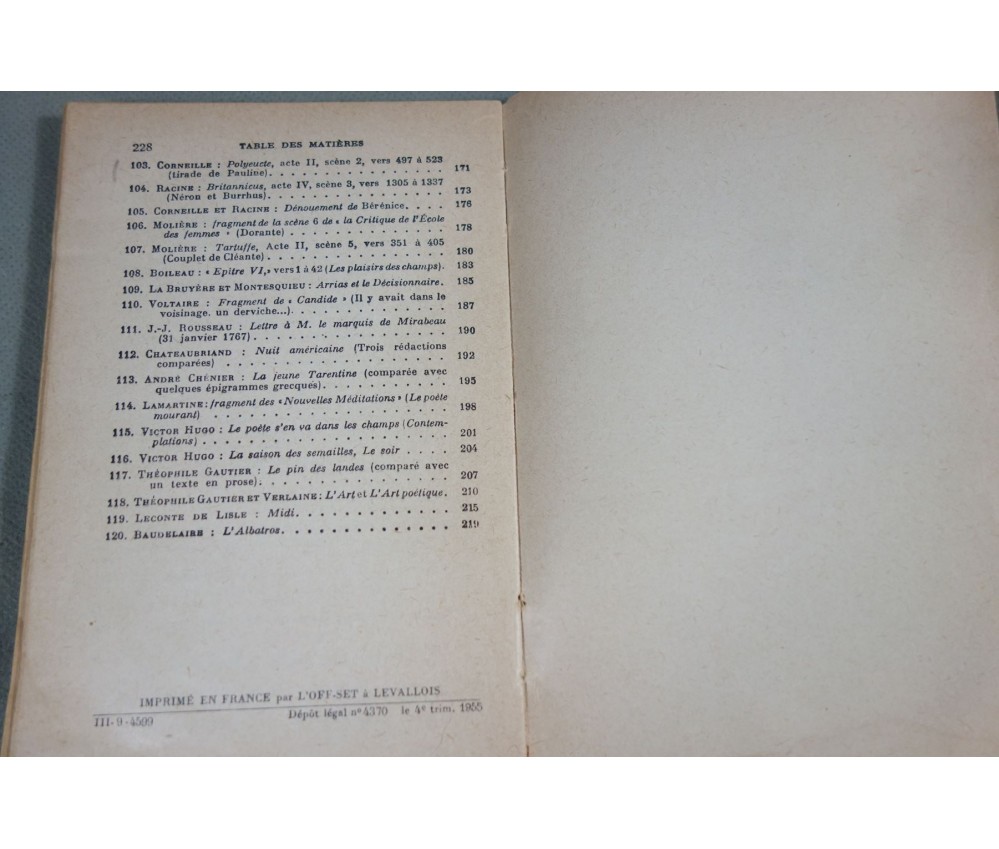 228 TABLE DES MATIÈRES
103. CORNEILLE : Polyeucte, acte II, scène 2, vers 497 à 523
(tirade de Pauline). . . . . . . . . . . . . . 171
104. RACINE : Britannicus, acte IV, scène 3, vers 1305 à 1337
(Néron et Burrhus). . . . . . . . . . . . . . 173
105. CORNEILLE ET RACINE : Dénouement de Bérénice. . . . 176
106. MOLIÈRE : fragment de la scène 6 de « la Critique de l'École
des femmes » (Dorante) . . . . . . . . . . . . 178
107. MOLIÈRE : Tartuffe, Acte II, scène 5, vers 351 à 405
(Couplet de Cléante) . . . . . . . . . . . . . 180
108. BOILEAU : « Epître VI,» vers 1 à 42 (Les plaisirs des champs). 183
109. LA BRUYÈRE ET MONTESQUIEU : Arrias et le Décisionnaire. 185
110. VOLTAIRE : Fragment de « Candide » (Il y avait dans le
voisinage. un derviche...) . . . . . . . . . . . 187
111. J.-J. ROUSSEAU : Lettre à M. le marquis de Mirabeau
(31 janvier 1767) . . . . . . . . . . . . . . 190
112. CHATEAUBRIAND : Nuit américaine (Trois rédactions
comparées) . . . . . . . . . . . . . . . . 192
113. ANDRÉ CHÉNIER : La jeune Tarentine (comparée avec
quelques épigrammes grecques). . . . . . . . . 195
114. LAMARTINE : fragment des «Nouvelles Méditations» (Le poète
mourant) . . . . . . . . . . . . . . . . . 198
115. VICTOR HUGO : Le poète s'en va dans les champs (Contem-
plations) . . . . . . . . . . . . . . . . . 201
116. VICTOR HUGO : La saison des semailles, Le soir . . . . 204
117. THÉOPHILE GAUTIER : Le pin des landes (comparé avec
un texte en prose). . . . . . . . . . . . . . 207
118. THÉOPHILE GAUTIER ET VERLAINE : L'Art et L'Art poétique. 210
119. LECONTE DE LISLE : Midi. . . . . . . . . . . . 215
120. BAUDELAIRE : L'Albatros. . . . . . . . . . . . . 219
IMPRIMÉ EN FRANCE par L'OFF-SET à LEVALLOIS
III-9-4599 Dépôt légal nº 4370 le 4e trim. 1955